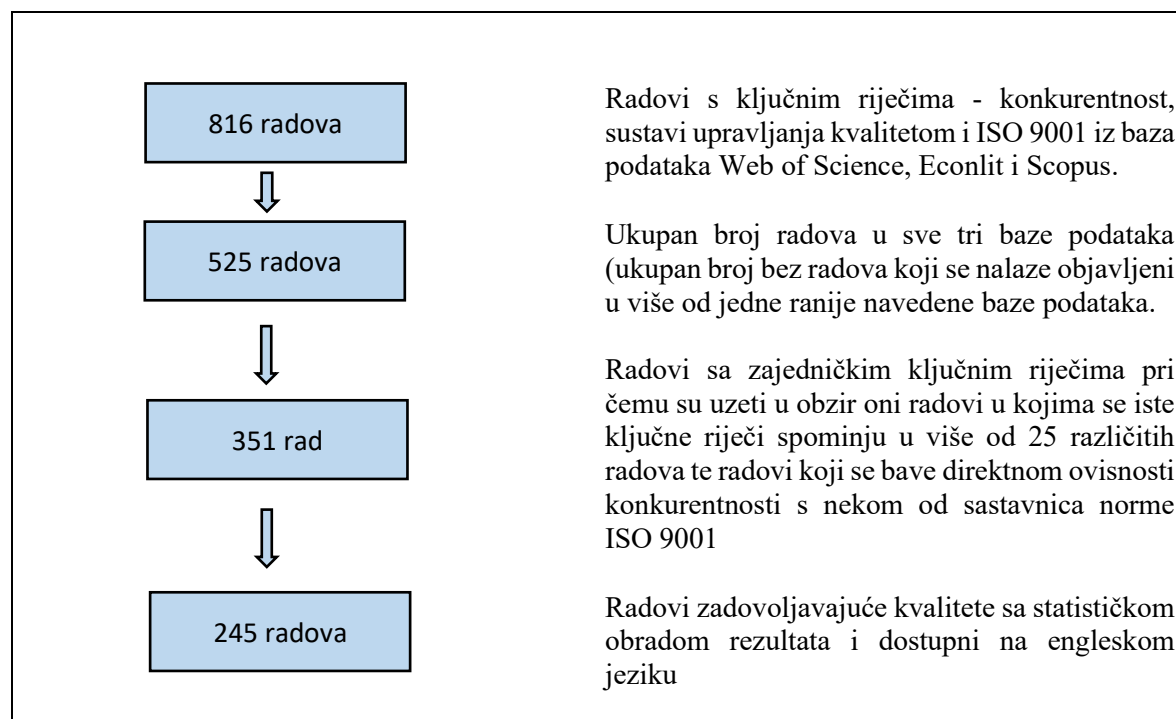 816 radova
Radovi s ključnim riječima - konkurentnost,
sustavi upravljanja kvalitetom i ISO 9001 iz baza
podataka Web of Science, Econlit i Scopus.
525 radova
Ukupan broj radova u sve tri baze podataka
(ukupan broj bez radova koji se nalaze objavljeni
u više od jedne ranije navedene baze podataka.
351 rad
Radovi sa zajedničkim ključnim riječima pri
čemu su uzeti u obzir oni radovi u kojima se iste
ključne riječi spominju u više od 25 različitih
radova te radovi koji se bave direktnom ovisnosti
konkurentnosti s nekom od sastavnica norme
ISO 9001
245 radova
Radovi zadovoljavajuće kvalitete sa statističkom
obradom rezultata i dostupni na engleskom
jeziku